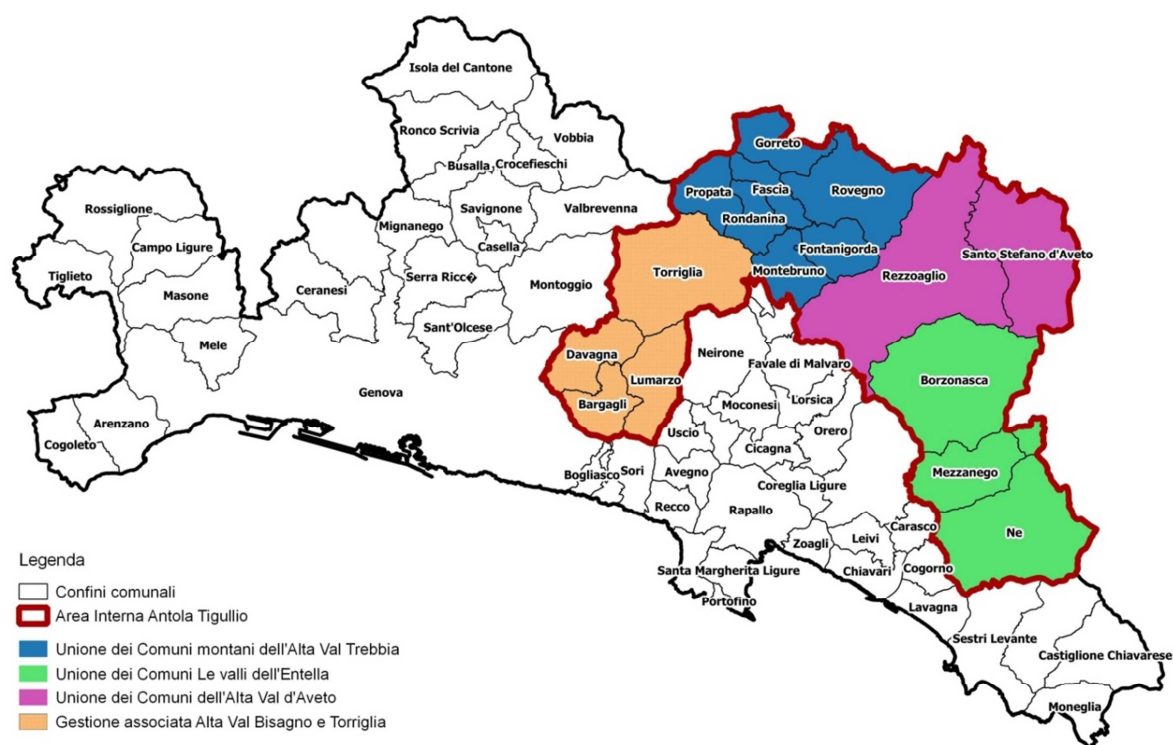 Isola del Cantone
Ronco Scrivia
Vobbia
Busalla
Crocefieschi
Gorreto
Propata
Fascia
Rovegno
Rossiglione
Savignone
Valbrevenna
Rondanina
Mignanego
Campo Ligure
Casella
Fontanigorda
Santo Stefano d'Aveto
Tiglieto
Serra Ricc�
Torriglia
Montebruno
Rezzoaglio
Ceranesi
Montoggio
Masone
Sant'Olcese
Mele
Davagna
Neirone
Favale di Malvaro
Lumarzo
Borzonasca
Genova
Bargagli
Moconesi
Lorsica
Arenzano
Uscio
Orero
Cogoleto
Cicagna
Sori
Avegno
Mezzanego
Bogliasco
Coreglia Ligure
Recco
Rapallo
Carasco
Ne
Zoagli
Leivi
Cogorno
Santa Margherita Ligure
Chiavari
Portofino
Lavagna
Sestri Levante
Castiglione Chiavarese
Moneglia
Legenda
Confini comunali
Area Interna Antola Tigullio
Unione dei Comuni montani dell'Alta Val Trebbia
Unione dei Comuni Le valli dell'Entella
Unione dei Comuni dell'Alta Val d'Aveto
Gestione associata Alta Val Bisagno e Torriglia